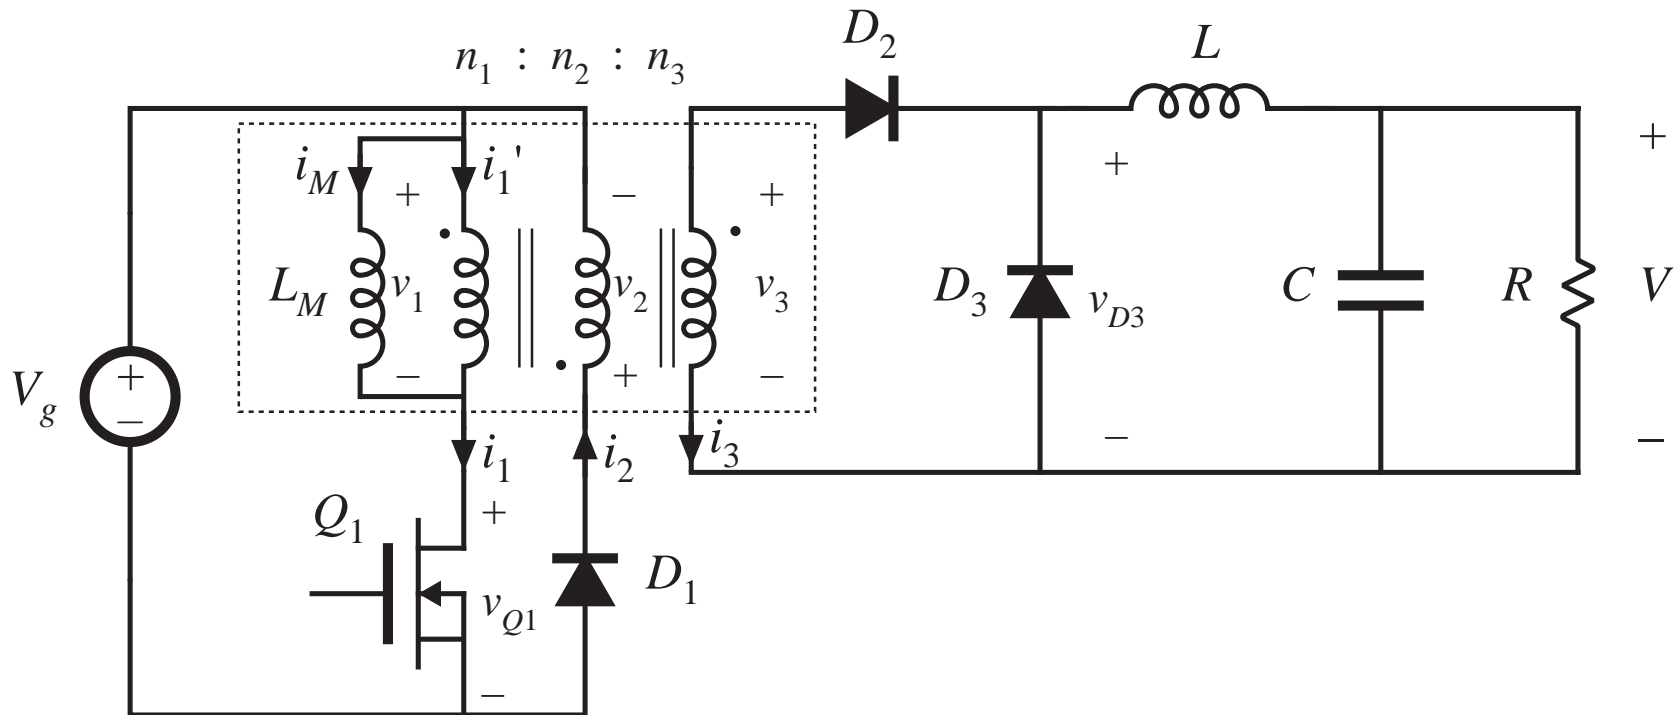 n1 : n2 : n3
D2
L
iM
i1'
+
+
−
+
+
+
LM
v1
v2
v3
D3
vD3
C
R
V
−
+
−
Vg
+
−
i1
i2
i3
−
−
Q1
+
vQ1
D1
−